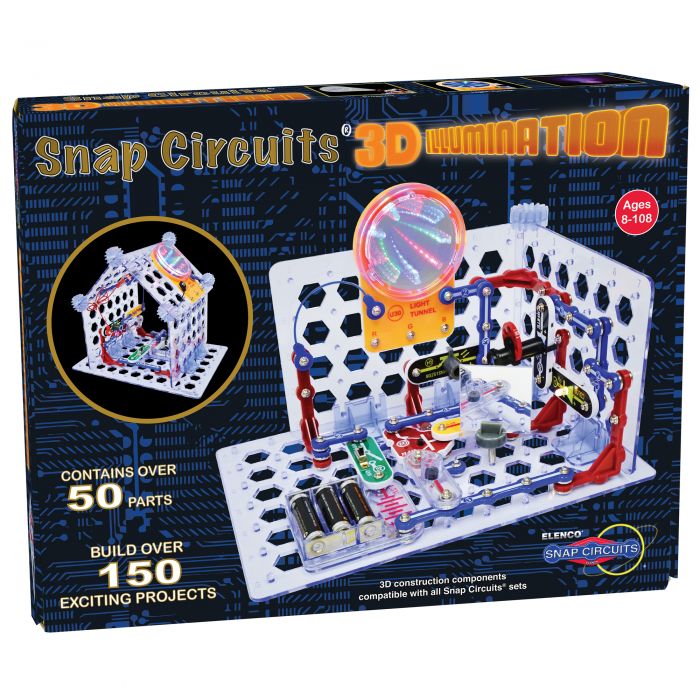 Snap Circuits® 3D ILLUMINATION
Ages
8-108
U30
LIGHT
TUNNEL
R G B
CONTAINS OVER
50 PARTS
BUILD OVER
150
EXCITING PROJECTS
ELENCO®
SNAP CIRCUITS
3D construction components
compatible with all Snap Circuits® sets